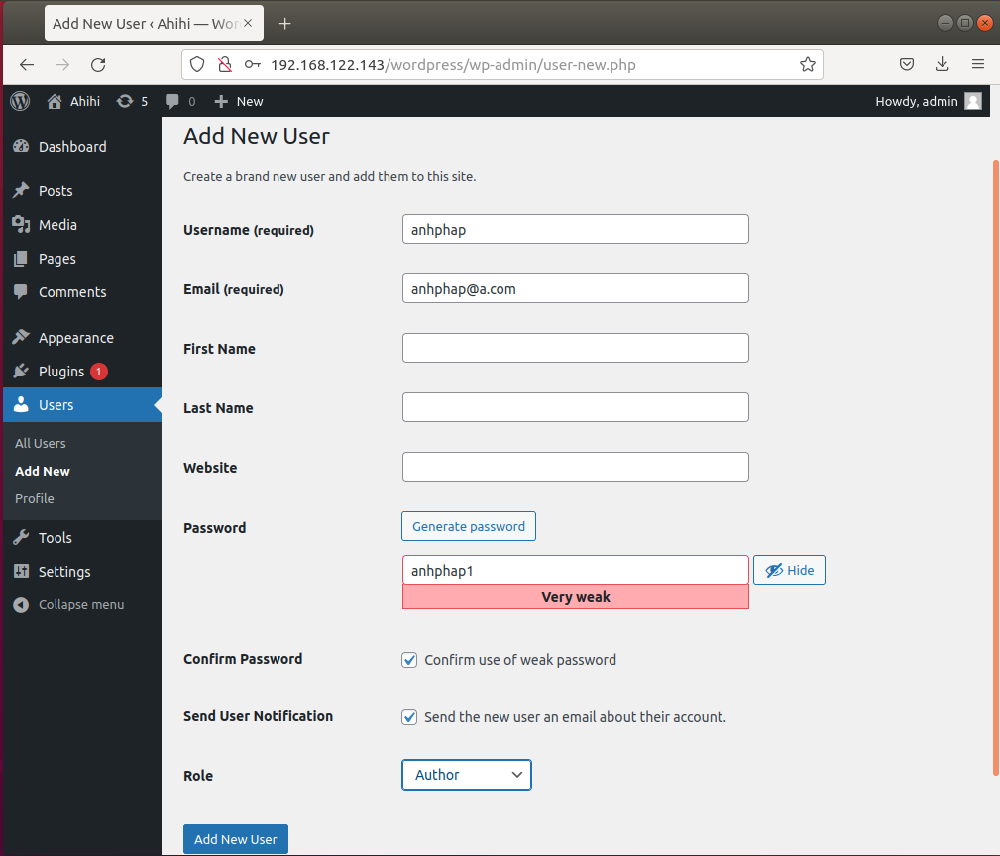 Add New User ‹ Ahihi — Wor
192.168.122.143/wordpress/wp-admin/user-new.php
Ahihi 5 0 New Howdy, admin
Dashboard
Posts
Media
Pages
Comments
Appearance
Plugins 1
Users
All Users
Add New
Profile
Tools
Settings
Collapse menu
Add New User
Create a brand new user and add them to this site.
Username (required) anhphap
Email (required) anhphap@a.com
First Name
Last Name
Website
Password Generate password
anhphap1 Hide
Very weak
Confirm Password Confirm use of weak password
Send User Notification Send the new user an email about their account.
Role Author
Add New User